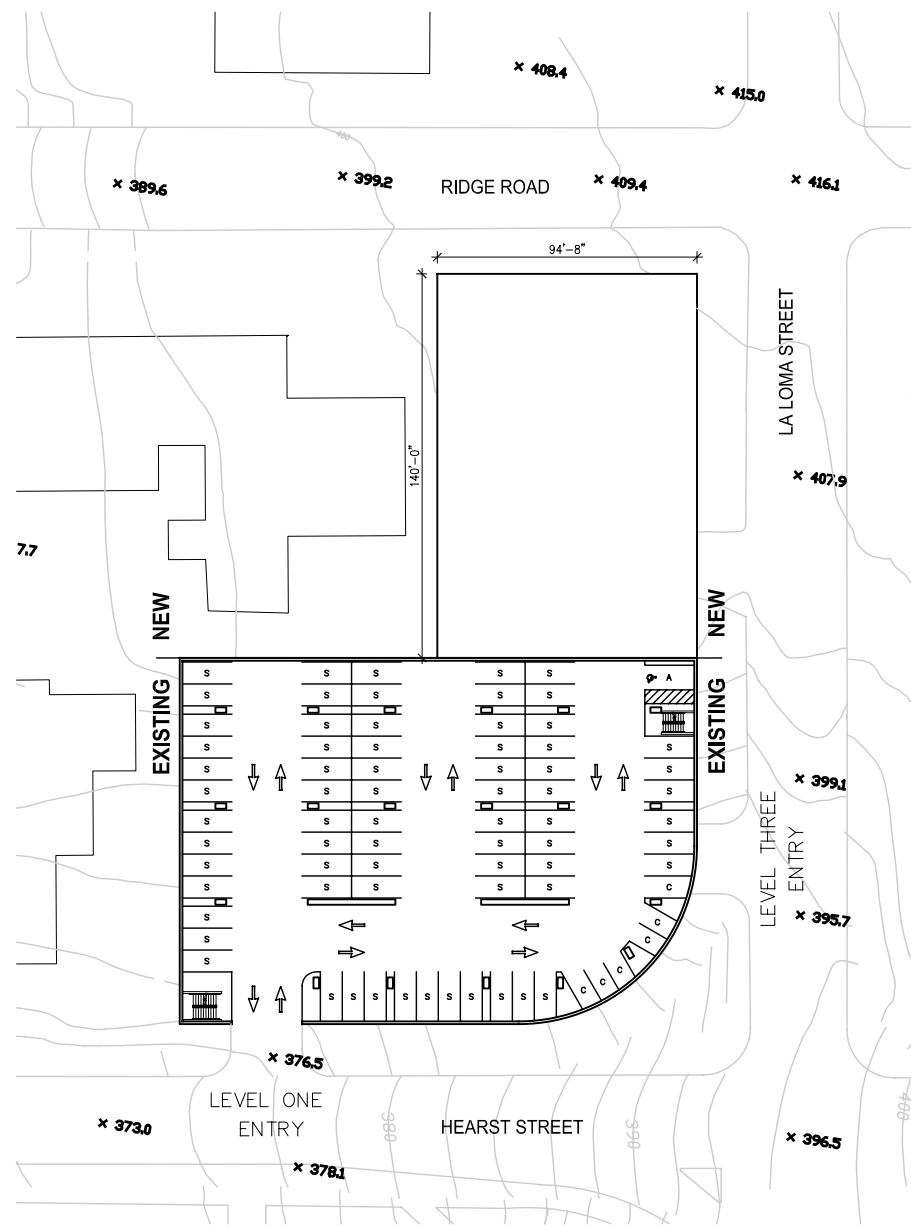 408.4
415.0
400
389.6
399.2
RIDGE ROAD
409.4
416.1
94'-8"
LA LOMA STREET
140'-0"
407.9
7.7
NEW
NEW
EXISTING
EXISTING
S S S S S A
S S S S S
S S S S S
S S S S S S
S S S S S S
S S S S S S
S S S S S S
S S S S S S
S S S S S S
S S S S S C
S C
S C
S C
C
C
S S S S S S S S S S
399.1
LEVEL THREE
ENTRY
395.7
376.5
LEVEL ONE
ENTRY
373.0
380
HEARST STREET
390
396.5
400
378.1